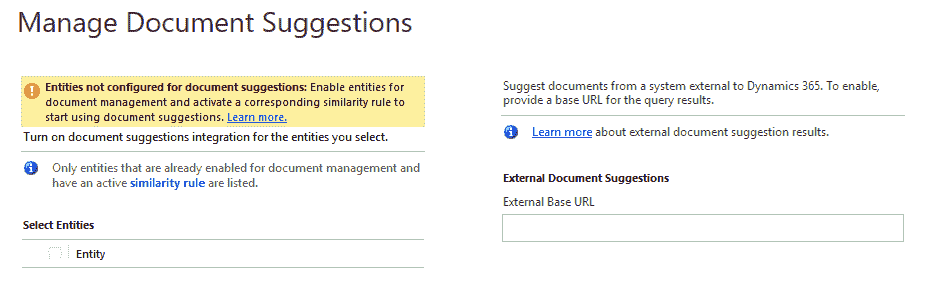 Manage Document Suggestions
Entities not configured for document suggestions: Enable entities for
document management and activate a corresponding similarity rule to
start using document suggestions. Learn more.
Turn on document suggestions integration for the entities you select.
Only entities that are already enabled for document management and
have an active similarity rule are listed.
Select Entities
Entity
Suggest documents from a system external to Dynamics 365. To enable,
provide a base URL for the query results.
Learn more about external document suggestion results.
External Document Suggestions
External Base URL